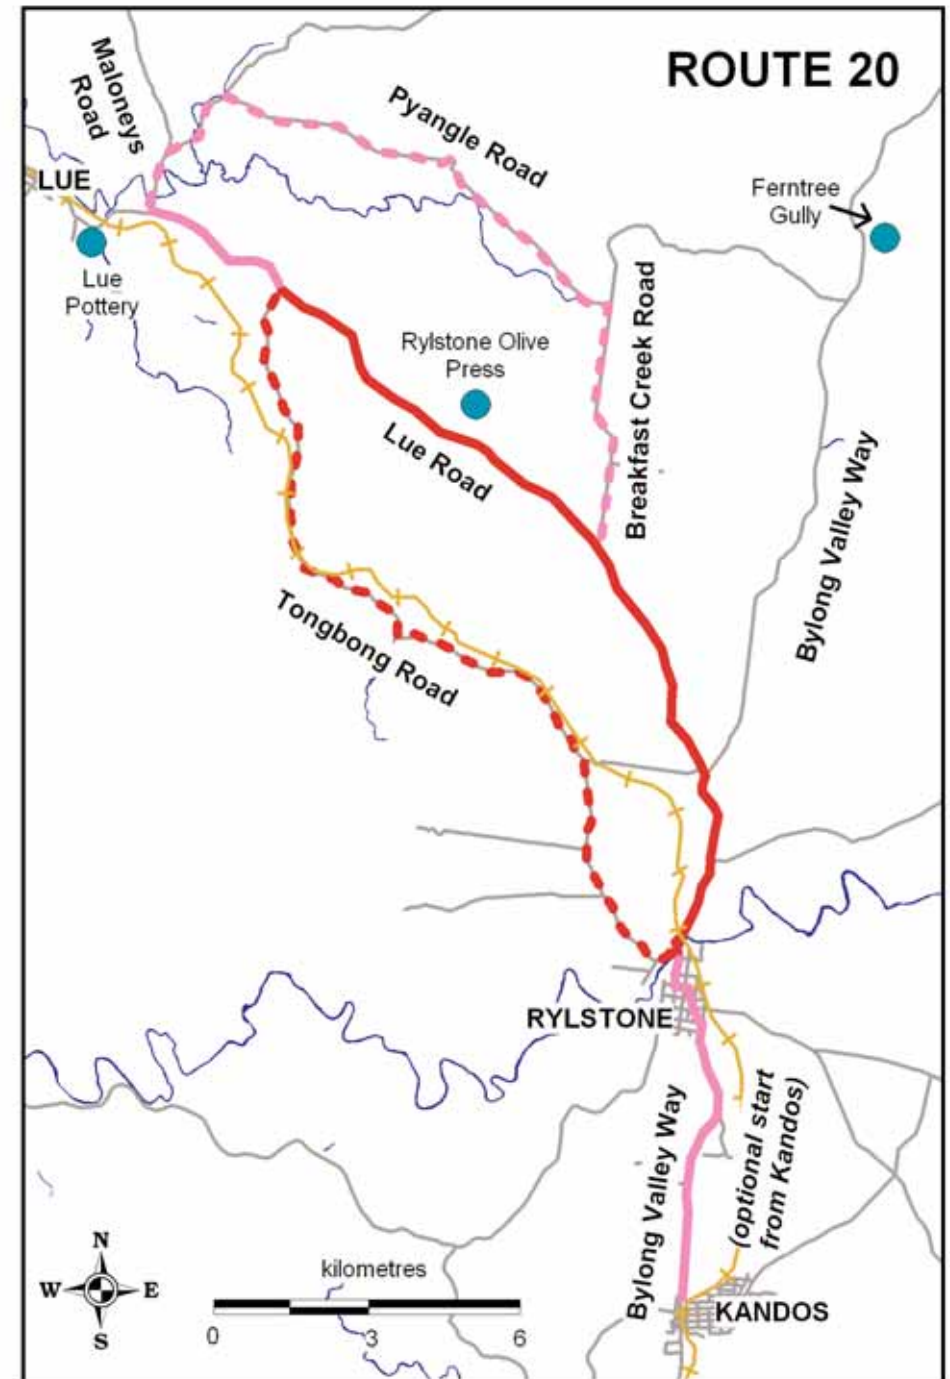 ROUTE 20
Maloneys
Road
Pyangle Road
LUE
Ferntree
Gully
Lue
Pottery
Rylstone Olive
Press
Breakfast Creek Road
Lue Road
Bylong Valley Way
Tongbong Road
RYLSTONE
Bylong Valley Way
(optional start
from Kandos)
N
W E
S
kilometres
0 3 6
KANDOS